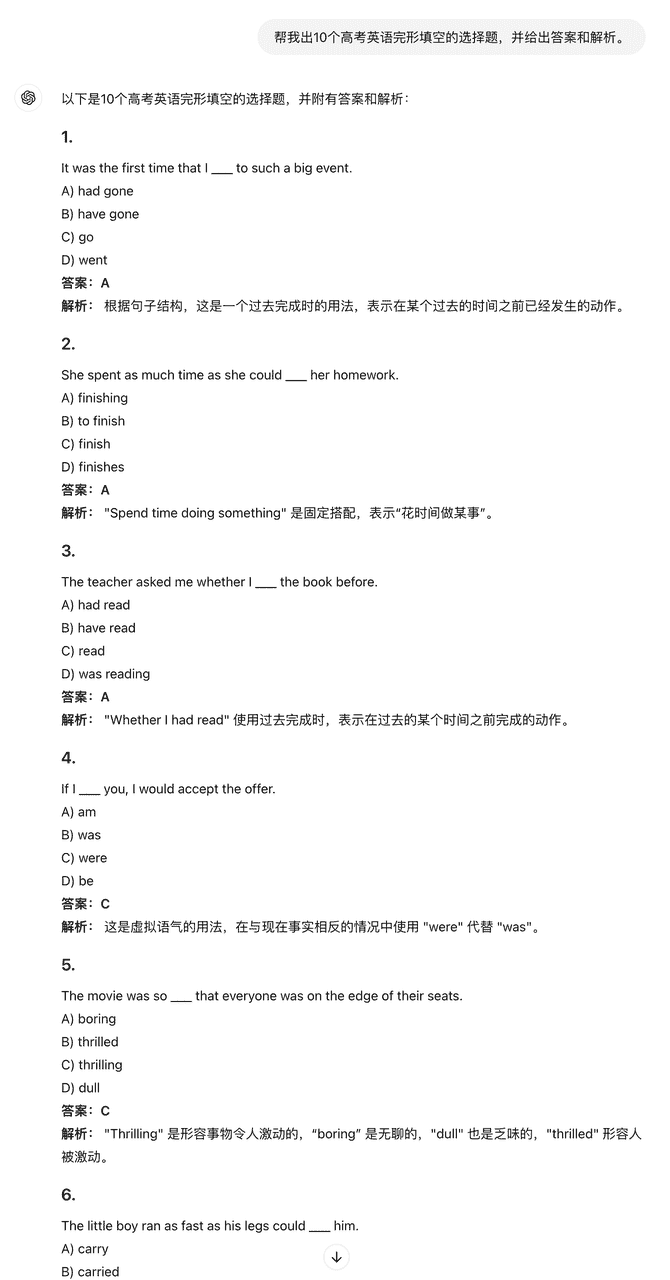 帮我出10个高考英语完形填空的选择题，并给出答案和解析。
以下是10个高考英语完形填空的选择题，并附有答案和解析：
1.
It was the first time that I ___ to such a big event.
A) had gone
B) have gone
C) go
D) went
答案：A
解析： 根据句子结构，这是一个过去完成时的用法，表示在某个过去的时间之前已经发生的动作。
2.
She spent as much time as she could ___ her homework.
A) finishing
B) to finish
C) finish
D) finishes
答案：A
解析： "Spend time doing something" 是固定搭配，表示“花时间做某事”。
3.
The teacher asked me whether I ___ the book before.
A) had read
B) have read
C) read
D) was reading
答案：A
解析： "Whether I had read" 使用过去完成时，表示在过去的某个时间之前完成的动作。
4.
If I ___ you, I would accept the offer.
A) am
B) was
C) were
D) be
答案：C
解析： 这是虚拟语气的用法，在与现在事实相反的情况中使用 "were" 代替 "was"。
5.
The movie was so ___ that everyone was on the edge of their seats.
A) boring
B) thrilled
C) thrilling
D) dull
答案：C
解析： "Thrilling" 是形容事物令人激动的，“boring” 是无聊的，"dull" 也是乏味的，"thrilled" 形容人
被激动。
6.
The little boy ran as fast as his legs could ___ him.
A) carry
B) carried